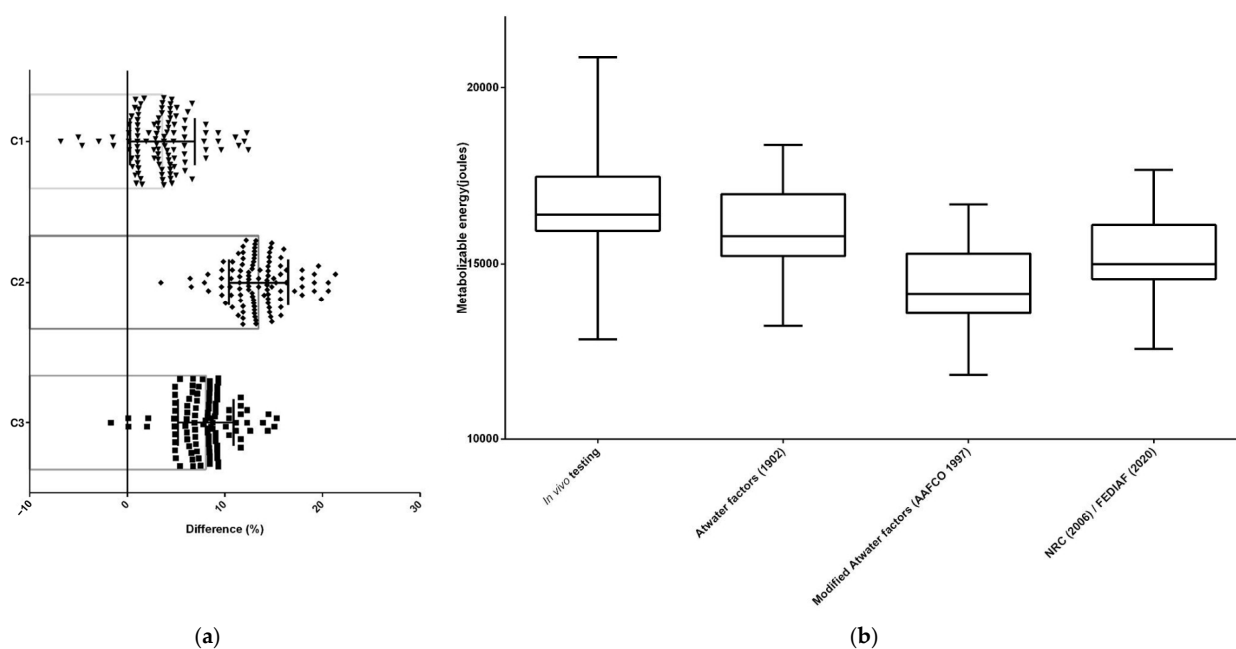 C1
C2
C3
−10
0
10
20
30
Difference (%)
(a)
Metabolizable energy(joules)
20000
15000
10000
In vivo testing
Atwater factors (1902)
Modified Atwater factors (AAFCO 1997)
NRC (2006) / FEDIAF (2020)
(b)